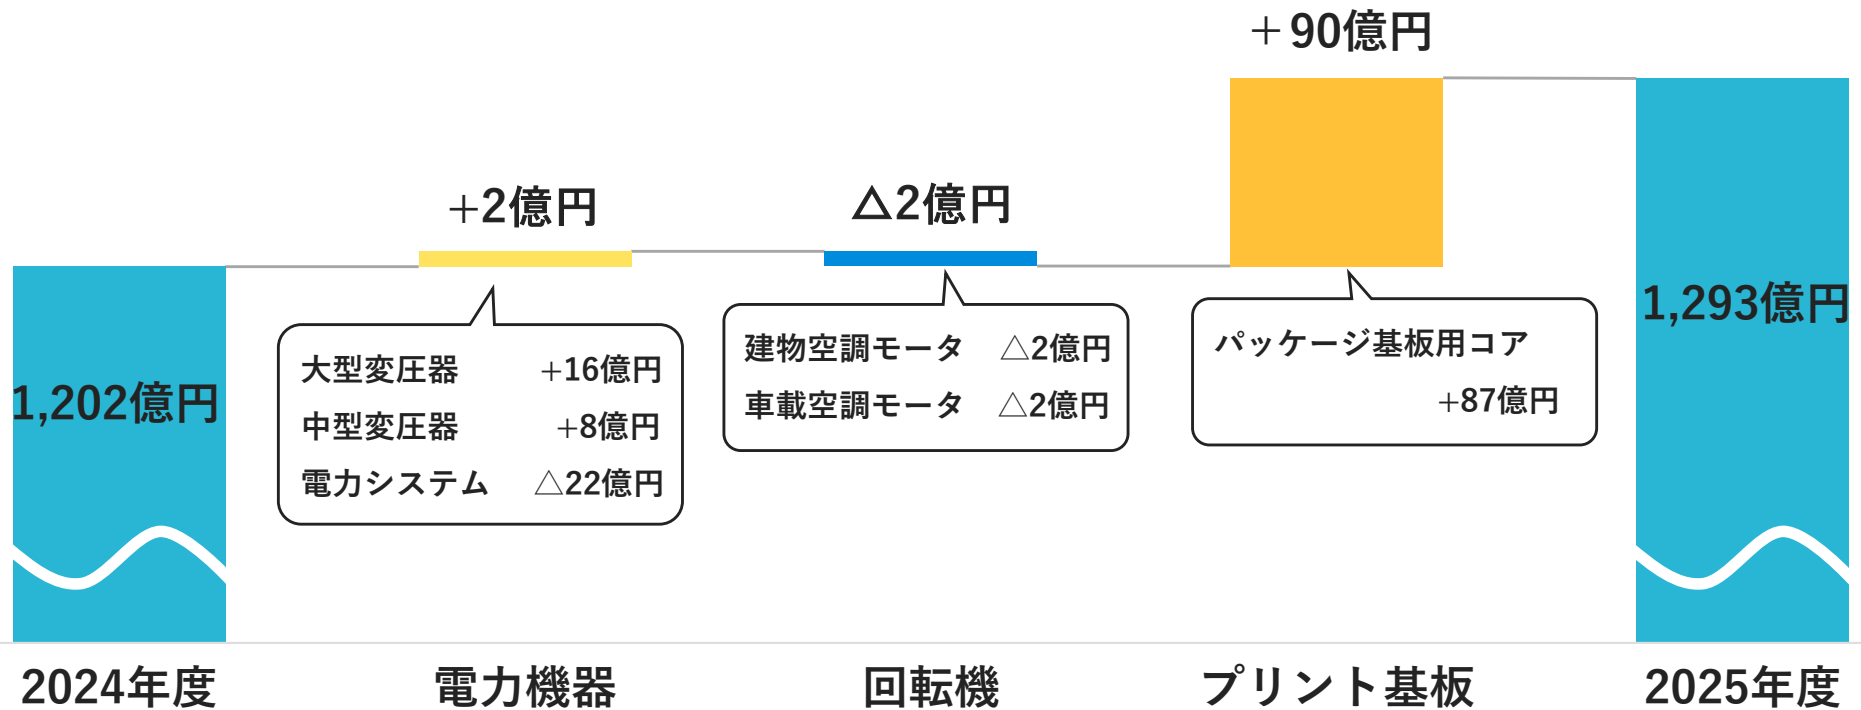 ＋90億円
+2億円
△2億円
1,202億円
1,293億円
大型変圧器 +16億円
中型変圧器 +8億円
電力システム △22億円
建物空調モータ △2億円
車載空調モータ △2億円
パッケージ基板用コア
+87億円
2024年度 電力機器 回転機 プリント基板 2025年度